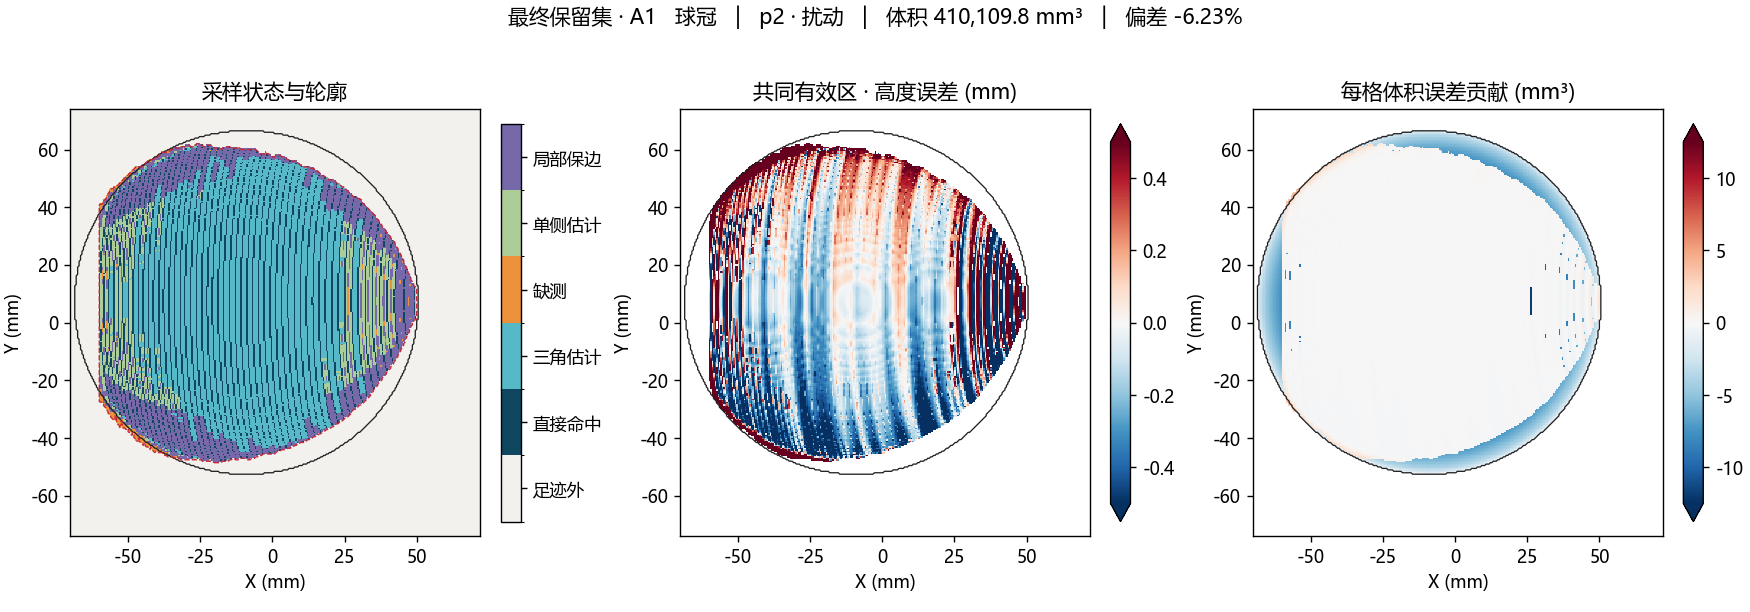 最终保留集 · A1 球冠 | p2 · 扰动 | 体积 410,109.8 mm³ | 偏差 -6.23%
采样状态与轮廓
Y (mm)
60
40
20
0
-20
-40
-60
-50
-25
0
25
50
X (mm)
局部保边
单侧估计
缺测
三角估计
直接命中
足迹外
共同有效区 · 高度误差 (mm)
Y (mm)
60
40
20
0
-20
-40
-60
-50
-25
0
25
50
X (mm)
0.4
0.2
0.0
-0.2
-0.4
每格体积误差贡献 (mm³)
Y (mm)
60
40
20
0
-20
-40
-60
-50
-25
0
25
50
X (mm)
10
5
0
-5
-10